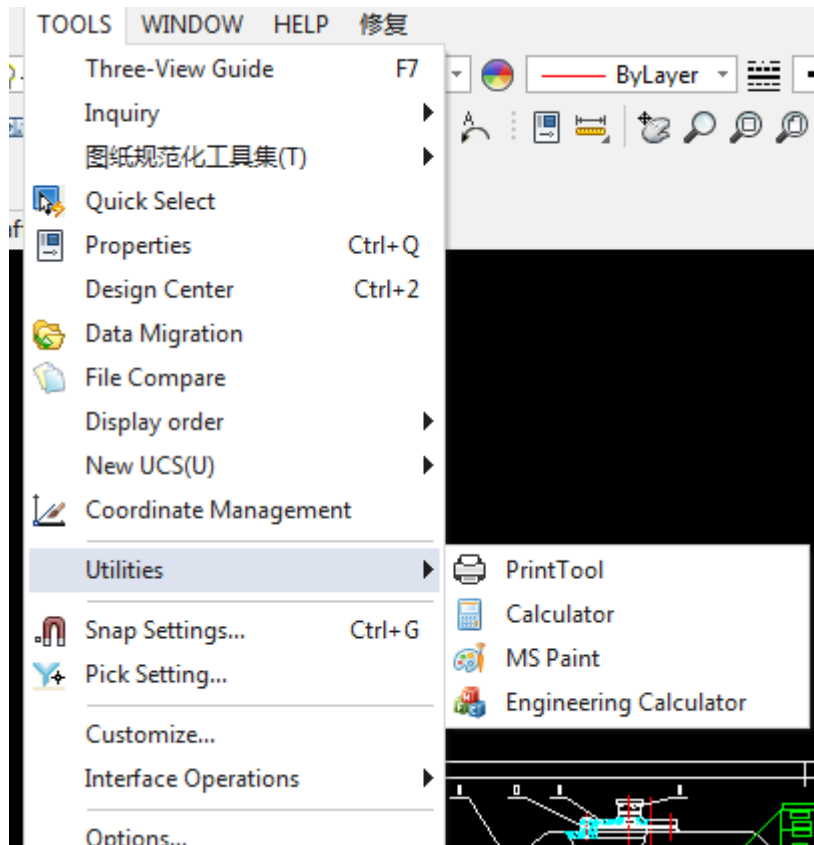 TOOLS WINDOW HELP 修复
Three-View Guide F7
ByLayer
Inquiry
图纸规范化工具集(T)
Quick Select
Properties Ctrl+Q
Design Center Ctrl+2
Data Migration
File Compare
Display order
New UCS(U)
Coordinate Management
Utilities
PrintTool
Calculator
MS Paint
Engineering Calculator
Snap Settings... Ctrl+G
Pick Setting...
Customize...
Interface Operations
Options...